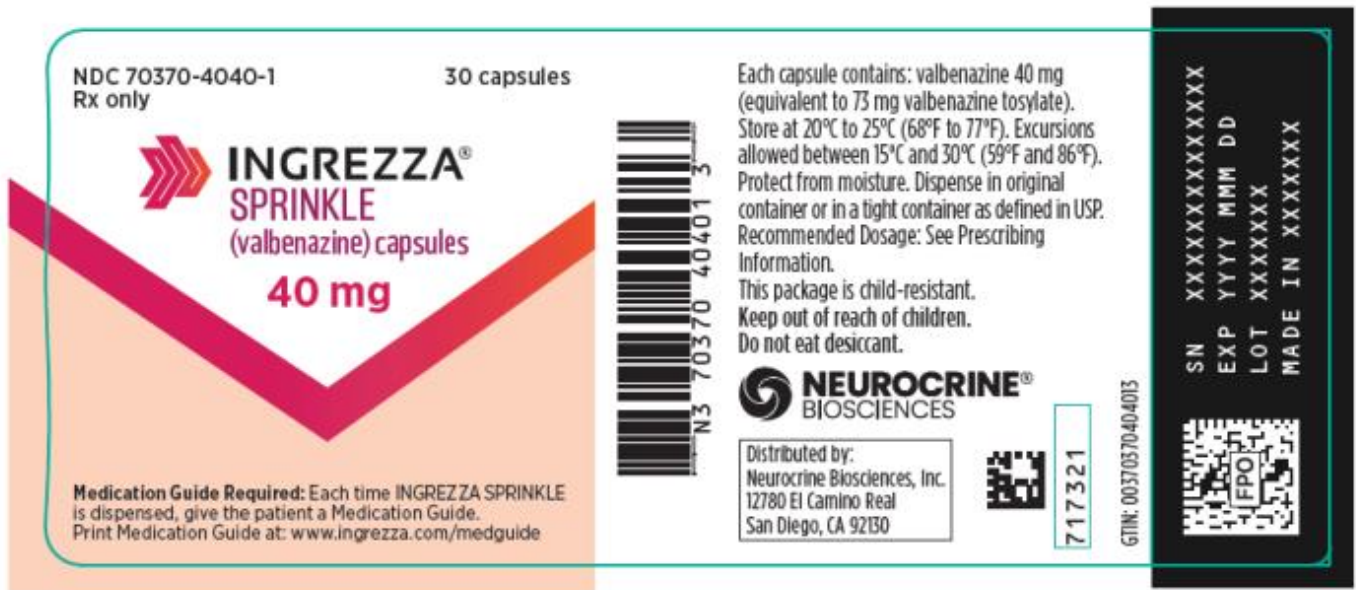 NDC 70370-4040-1
30 capsules
Rx only
INGREZZA®
SPRINKLE
(valbenazine) capsules
40 mg
Medication Guide Required: Each time INGREZZA SPRINKLE
is dispensed, give the patient a Medication Guide.
Print Medication Guide at: www.ingrezza.com/medguide
N3 70370 40401 3
Each capsule contains: valbenazine 40 mg
(equivalent to 73 mg valbenazine tosylate).
Store at 20°C to 25°C (68°F to 77°F). Excursions
allowed between 15°C and 30°C (59°F and 86°F).
Protect from moisture. Dispense in original
container or in a tight container as defined in USP.
Recommended Dosage: See Prescribing
Information.
This package is child-resistant.
Keep out of reach of children.
Do not eat desiccant.
NEUROCRINE®
BIOSCIENCES
Distributed by:
Neurocrine Biosciences, Inc.
12780 El Camino Real
San Diego, CA 92130
717321
GTIN: 00370370404013
SN XXXXXXXXXXXXXX
EXP YYYY MMM DD
LOT XXXXXXX
MADE IN XXXXXXX
FPO